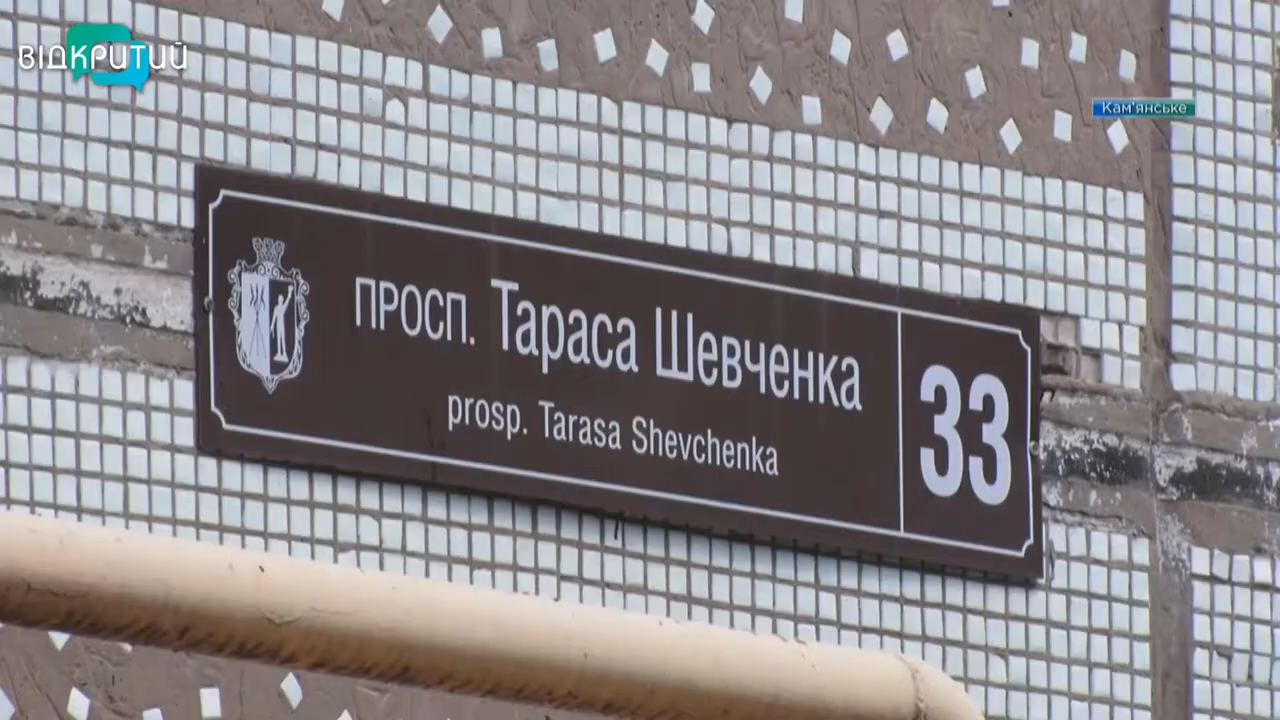 ВІДКРИТИЙ
Кам'янське
просп. Тараса Шевченка
prosp. Tarasa Shevchenka
33